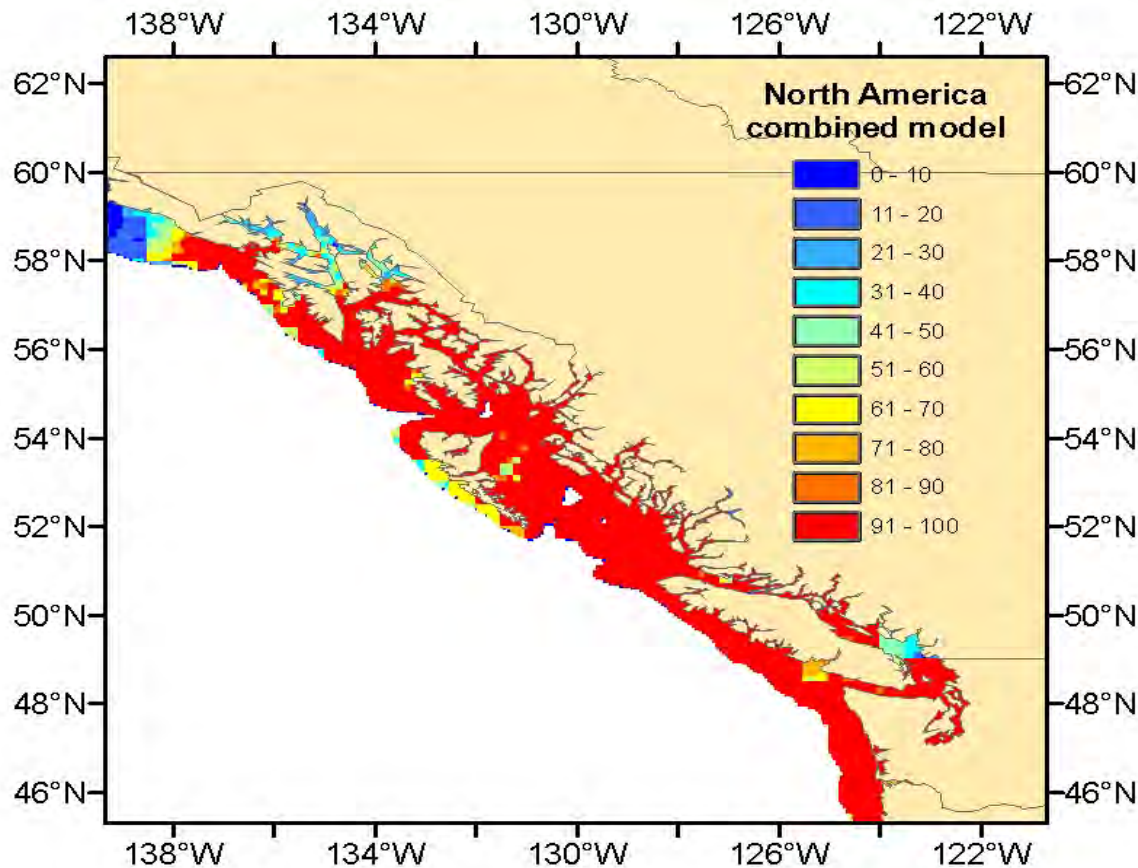 138°W 134°W 130°W 126°W 122°W
62°N 62°N
North America
combined model
60°N 60°N
0 - 10
11 - 20
58°N 58°N
21 - 30
31 - 40
56°N 56°N
41 - 50
51 - 60
61 - 70
54°N 54°N
71 - 80
81 - 90
52°N 52°N
91 - 100
50°N 50°N
48°N 48°N
46°N 46°N
138°W 134°W 130°W 126°W 122°W